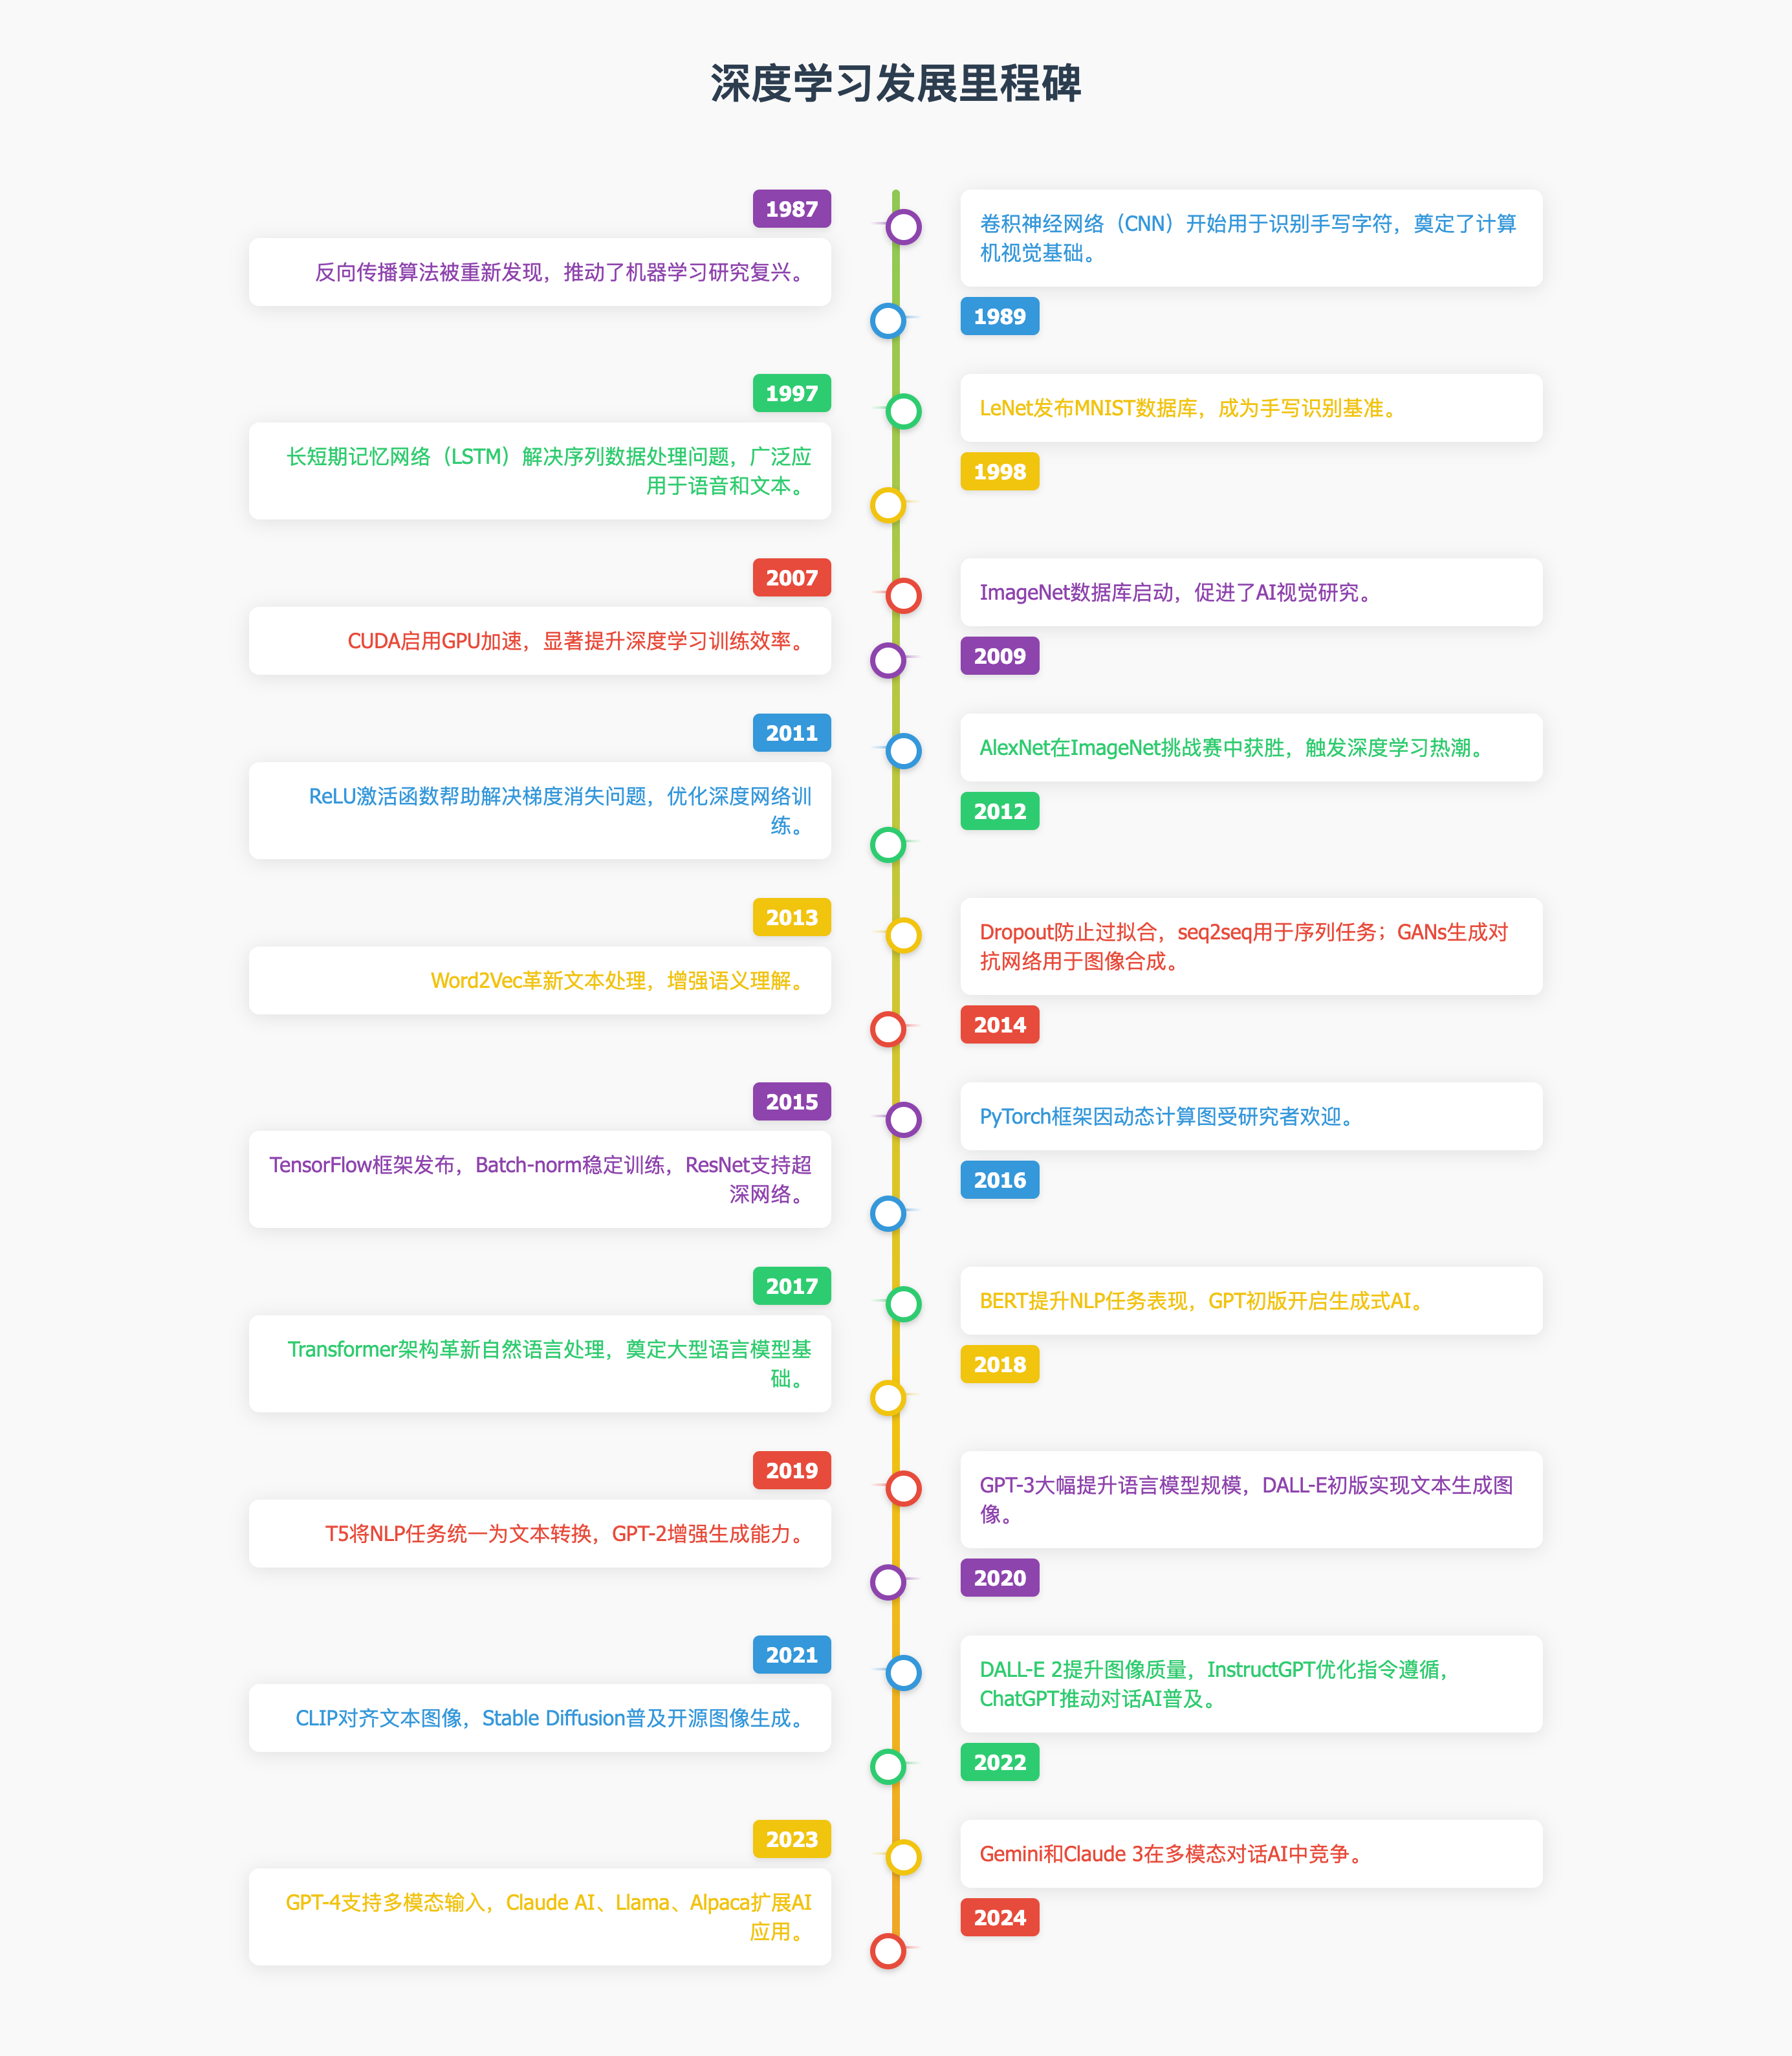 深度学习发展里程碑
1987
反向传播算法被重新发现，推动了机器学习研究复兴。
卷积神经网络（CNN）开始用于识别手写字符，奠定了计算
机视觉基础。
1989
1997
长短期记忆网络（LSTM）解决序列数据处理问题，广泛应
用于语音和文本。
LeNet发布MNIST数据库，成为手写识别基准。
1998
2007
CUDA启用GPU加速，显著提升深度学习训练效率。
ImageNet数据库启动，促进了AI视觉研究。
2009
2011
ReLU激活函数帮助解决梯度消失问题，优化深度网络训
练。
AlexNet在ImageNet挑战赛中获胜，触发深度学习热潮。
2012
2013
Word2Vec革新文本处理，增强语义理解。
Dropout防止过拟合，seq2seq用于序列任务；GANs生成对
抗网络用于图像合成。
2014
2015
TensorFlow框架发布，Batch-norm稳定训练，ResNet支持超
深网络。
PyTorch框架因动态计算图受研究者欢迎。
2016
2017
Transformer架构革新自然语言处理，奠定大型语言模型基
础。
BERT提升NLP任务表现，GPT初版开启生成式AI。
2018
2019
T5将NLP任务统一为文本转换，GPT-2增强生成能力。
GPT-3大幅提升语言模型规模，DALL-E初版实现文本生成图
像。
2020
2021
CLIP对齐文本图像，Stable Diffusion普及开源图像生成。
DALL-E 2提升图像质量，InstructGPT优化指令遵循，
ChatGPT推动对话AI普及。
2022
2023
GPT-4支持多模态输入，Claude AI、Llama、Alpaca扩展AI
应用。
Gemini和Claude 3在多模态对话AI中竞争。
2024